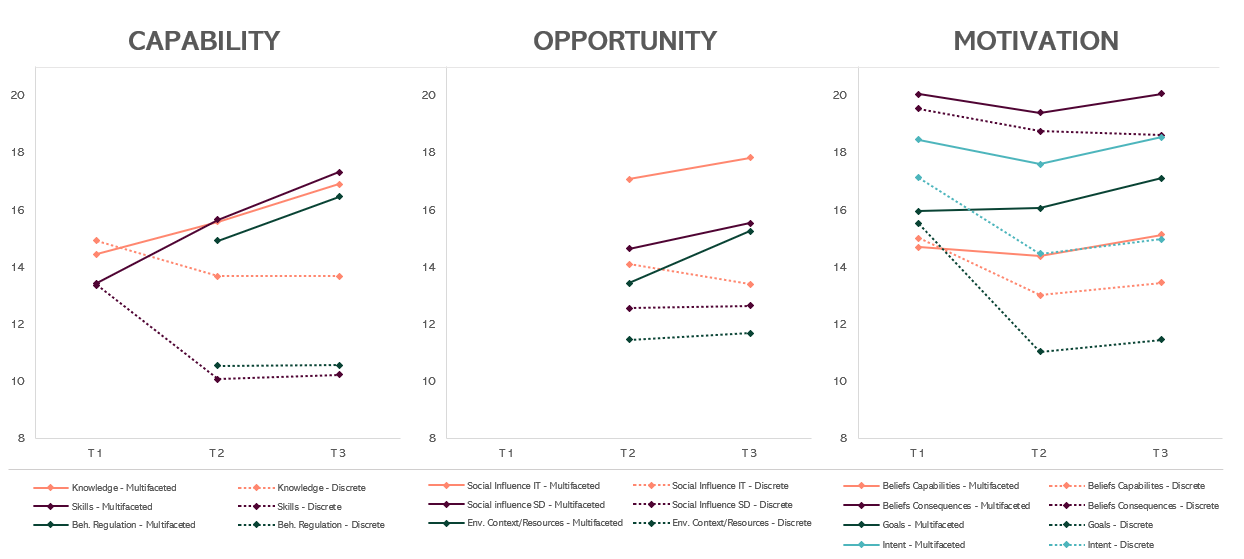 CAPABILITY
OPPORTUNITY
MOTIVATION
20
18
16
14
12
10
8
T1
T2
T3
20
18
16
14
12
10
8
T1
T2
T3
20
18
16
14
12
10
8
T1
T2
T3
Knowledge - Multifaceted
Knowledge - Discrete
Skills - Multifaceted
Skills - Discrete
Beh. Regulation - Multifaceted
Beh. Regulation - Discrete
Social Influence IT - Multifaceted
Social Influence IT - Discrete
Social influence SD - Multifaceted
Social Influence SD - Discrete
Env. Context/Resources - Multifaceted
Env. Context/Resources - Discrete
Beliefs Capabilities - Multifaceted
Beliefs Capabilites - Discrete
Beliefs Consequences - Multifaceted
Beliefs Consequences - Discrete
Goals - Multifaceted
Goals - Discrete
Intent - Multifaceted
Intent - Discrete